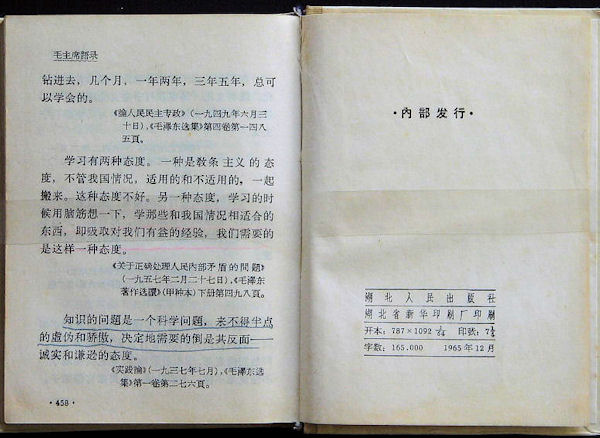 毛主席語录
钻进去，几个月，一年两年，三年五年，总可
以学会的。
《論人民民主专政》（一九四九年六月三
十日），《毛澤东选集》第四卷第一四八
五頁。
学习有两种态度。一种是教条主义的态
度，不管我国情况，适用的和不适用的，一起
搬来。这种态度不好。另一种态度，学习的时
候用脑筋想一下，学那些和我国情况相适合的
东西，即吸取对我们有益的经驗，我们需要的
是这样一种态度。
《关于正确处理人民內部矛盾的問題》
（一九五七年二月二十七日），《毛澤东
著作选讀》（甲种本）下册第四九八頁。
知识的問題是一个科学問題，来不得半点
的虛伪和骄傲，决定地需要的倒是其反面——
誠实和谦逊的态度。
《实践論》（一九三七年七月），《毛澤东选
集》第一卷第二七六頁。
·458·
·內部发行·
湖北人民出版社
湖北省新华印刷厂印刷
开本：787×1092 1/64 印张：7¼
字数：165.000 1965年12月